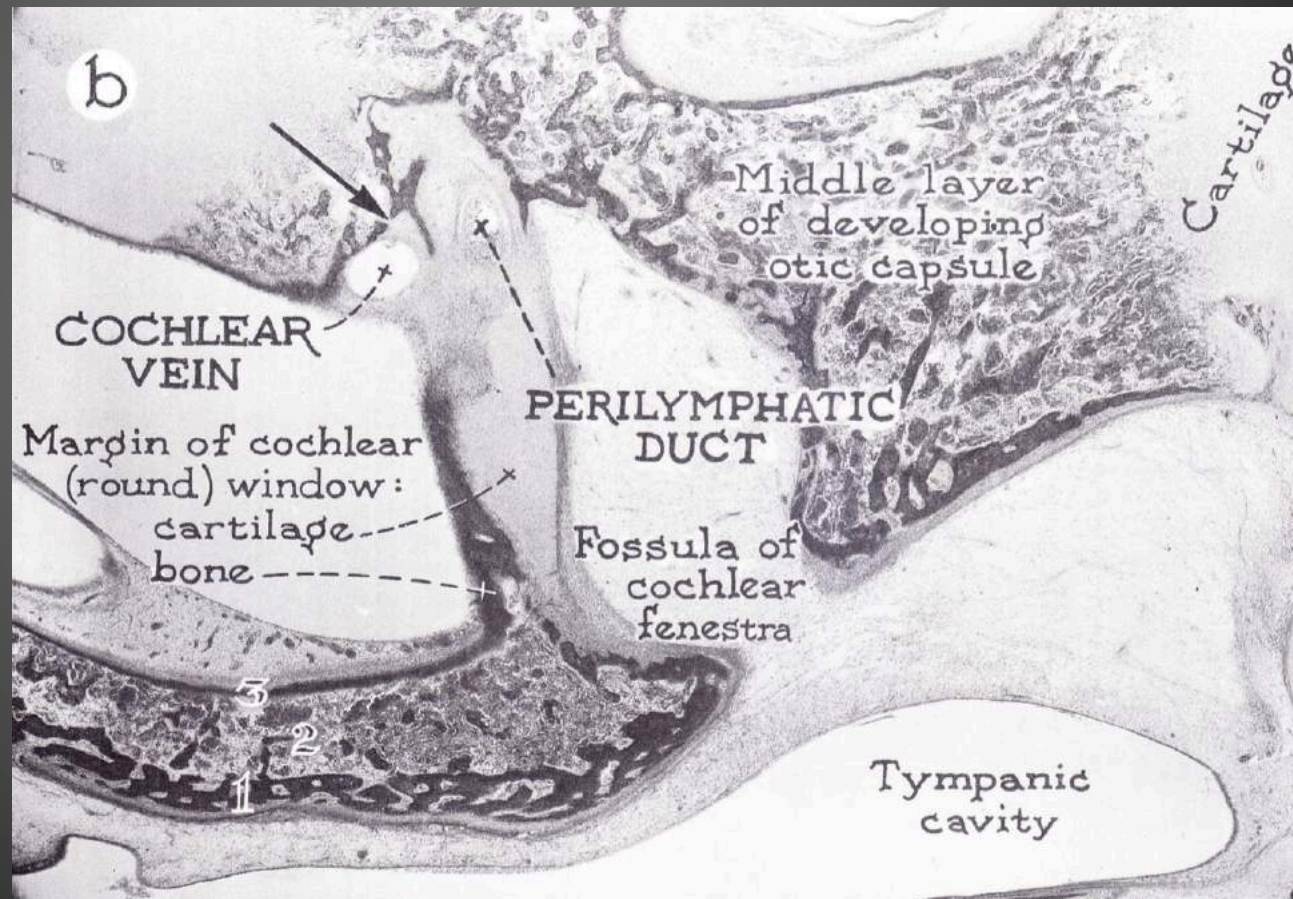 b
Cartilage
Middle layer
of developing
otic capsule
COCHLEAR
VEIN
PERILYMPHATIC
DUCT
Margin of cochlear
(round) window:
cartilage
bone
Fossula of
cochlear
fenestra
3
2
1
Tympanic
cavity